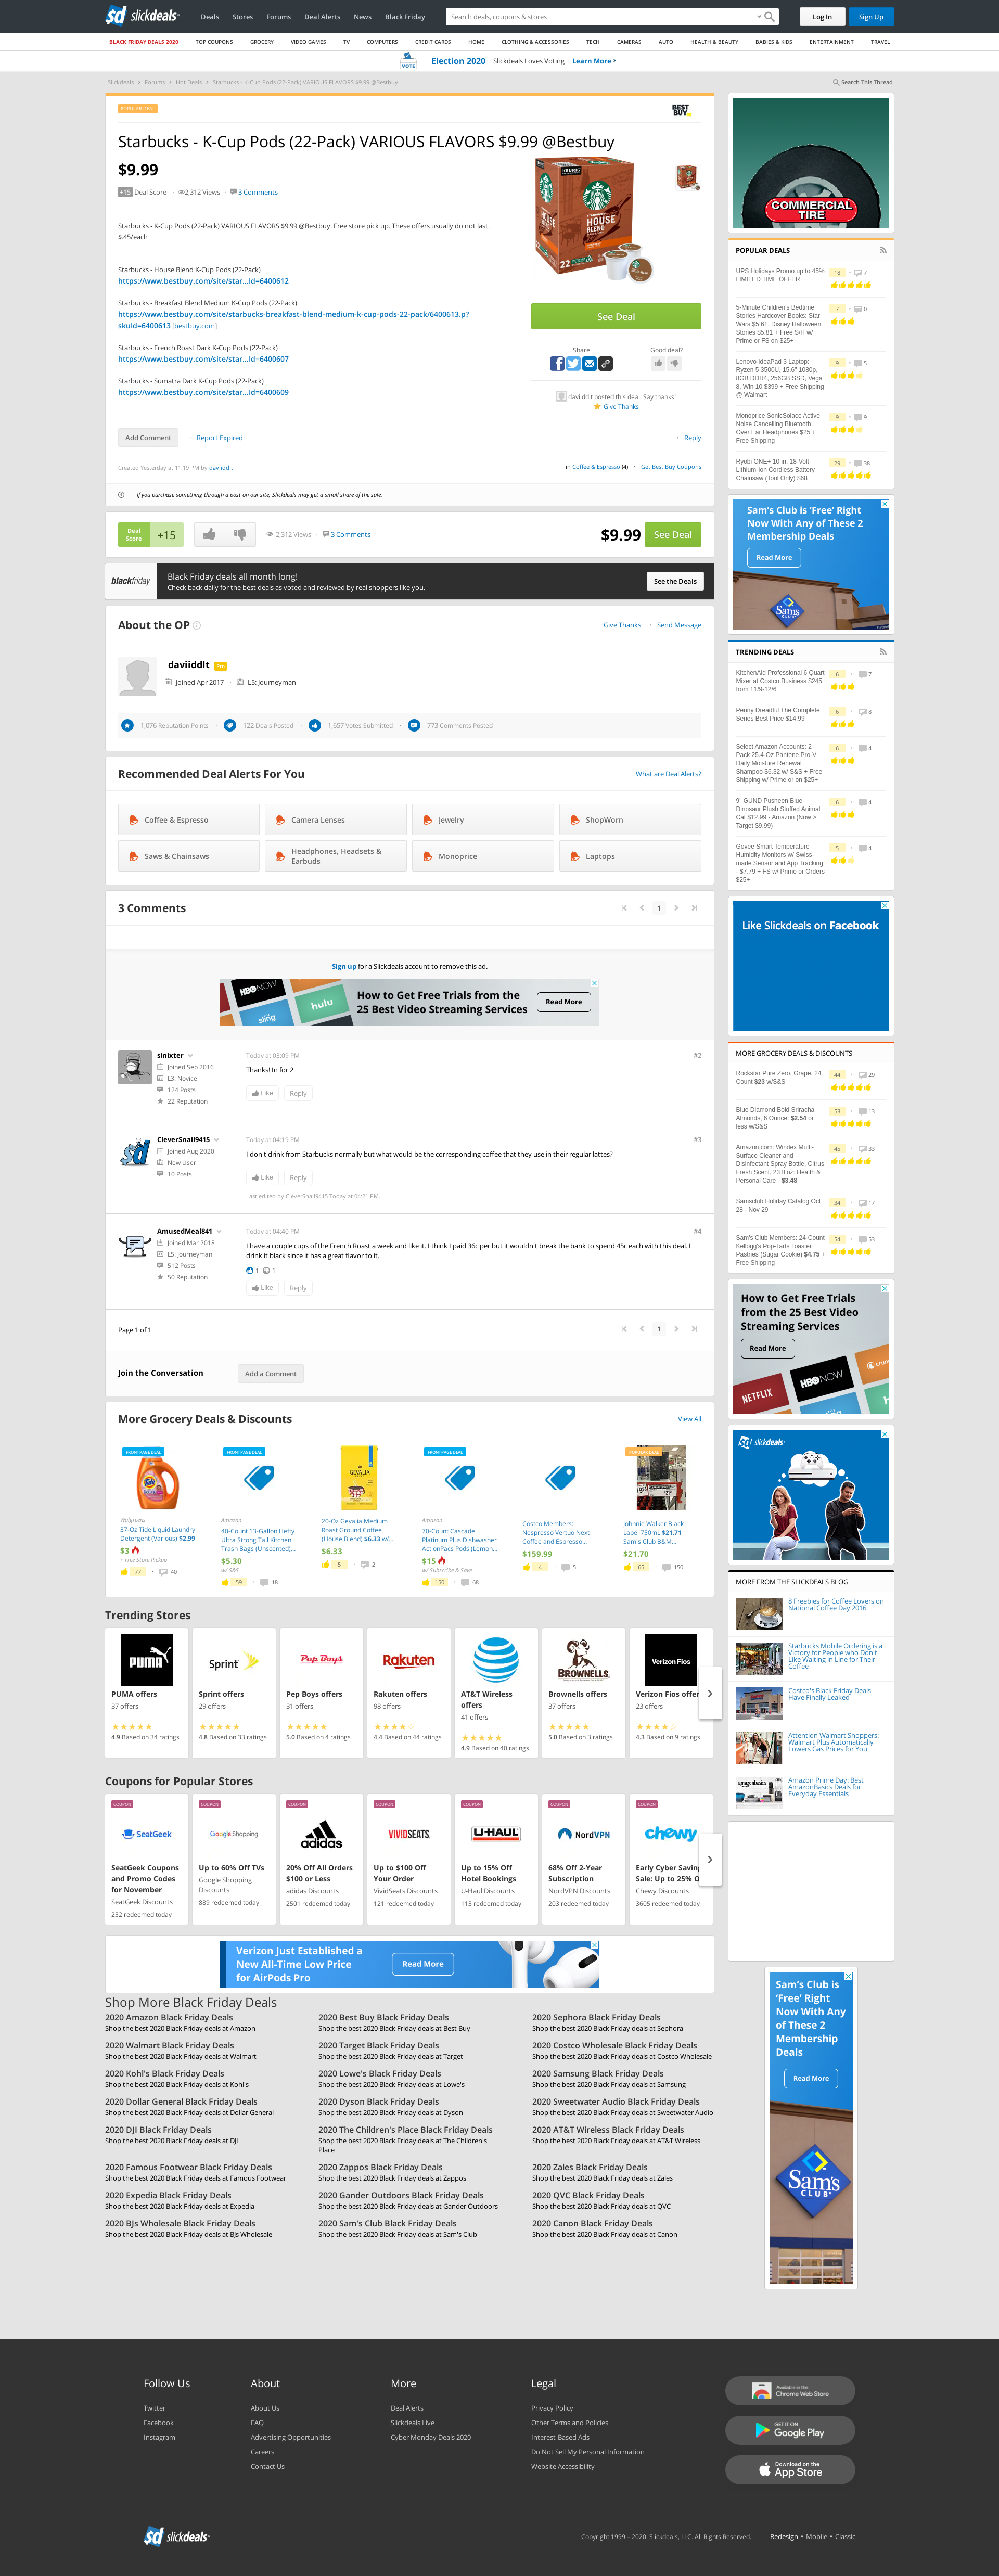 slickdeals
Deals
Stores
Forums
Deal Alerts
News
Black Friday
Search deals, coupons & stores
Log In
Sign Up
BLACK FRIDAY DEALS 2020
TOP COUPONS
GROCERY
VIDEO GAMES
TV
COMPUTERS
CREDIT CARDS
HOME
CLOTHING & ACCESSORIES
TECH
CAMERAS
AUTO
HEALTH & BEAUTY
BABIES & KIDS
ENTERTAINMENT
TRAVEL
VOTE
Election 2020 Slickdeals Loves Voting Learn More
Slickdeals > Forums > Hot Deals > Starbucks - K-Cup Pods (22-Pack) VARIOUS FLAVORS $9.99 @Bestbuy
Search This Thread
POPULAR DEAL
BEST BUY
Starbucks - K-Cup Pods (22-Pack) VARIOUS FLAVORS $9.99 @Bestbuy
$9.99
+15 Deal Score 2,312 Views 3 Comments
Starbucks - K-Cup Pods (22-Pack) VARIOUS FLAVORS $9.99 @Bestbuy. Free store pick up. These offers usually do not last.
$.45/each
Starbucks - House Blend K-Cup Pods (22-Pack)
https://www.bestbuy.com/site/star...Id=6400612
Starbucks - Breakfast Blend Medium K-Cup Pods (22-Pack)
https://www.bestbuy.com/site/starbucks-breakfast-blend-medium-k-cup-pods-22-pack/6400613.p?
skuId=6400613 [bestbuy.com]
Starbucks - French Roast Dark K-Cup Pods (22-Pack)
https://www.bestbuy.com/site/star...Id=6400607
Starbucks - Sumatra Dark K-Cup Pods (22-Pack)
https://www.bestbuy.com/site/star...Id=6400609
KEURIG
HOUSE
BLEND
22
See Deal
Share
Good deal?
daviiddlt posted this deal. Say thanks!
Give Thanks
Add Comment
Report Expired
Reply
Created Yesterday at 11:19 PM by daviiddlt
in Coffee & Espresso (4) Get Best Buy Coupons
If you purchase something through a post on our site, Slickdeals may get a small share of the sale.
Deal
Score
+15
2,312 Views 3 Comments
$9.99
See Deal
blackfriday
Black Friday deals all month long!
Check back daily for the best deals as voted and reviewed by real shoppers like you.
See the Deals
About the OP
Give Thanks
Send Message
daviiddlt Pro
Joined Apr 2017 L5: Journeyman
1,076 Reputation Points
122 Deals Posted
1,657 Votes Submitted
773 Comments Posted
Recommended Deal Alerts For You
What are Deal Alerts?
Coffee & Espresso
Camera Lenses
Jewelry
ShopWorn
Saws & Chainsaws
Headphones, Headsets &
Earbuds
Monoprice
Laptops
3 Comments
1
Sign up for a Slickdeals account to remove this ad.
HBO NOW
sling
hulu
How to Get Free Trials from the
25 Best Video Streaming Services
Read More
sinixter
Joined Sep 2016
L3: Novice
124 Posts
22 Reputation
Today at 03:09 PM
#2
Thanks! In for 2
Like
Reply
CleverSnail9415
Joined Aug 2020
New User
10 Posts
Today at 04:19 PM
#3
I don't drink from Starbucks normally but what would be the corresponding coffee that they use in their regular lattes?
Like
Reply
Last edited by CleverSnail9415 Today at 04:21 PM
AmusedMeal841
Joined Mar 2018
L5: Journeyman
512 Posts
50 Reputation
Today at 04:40 PM
#4
I have a couple cups of the French Roast a week and like it. I think I paid 36c per but it wouldn't break the bank to spend 45c each with this deal. I
drink it black since it has a great flavor to it.
1 1
Like
Reply
Page 1 of 1
1
Join the Conversation
Add a Comment
More Grocery Deals & Discounts
View All
FRONTPAGE DEAL
Walgreens
37-Oz Tide Liquid Laundry
Detergent (Various) $2.99
$3
+ Free Store Pickup
77 40
FRONTPAGE DEAL
Amazon
40-Count 13-Gallon Hefty
Ultra Strong Tall Kitchen
Trash Bags (Unscented)...
$5.30
w/ S&S
59 18
GEVALIA
20-Oz Gevalia Medium
Roast Ground Coffee
(House Blend) $6.33 w/...
$6.33
5 2
FRONTPAGE DEAL
Amazon
70-Count Cascade
Platinum Plus Dishwasher
ActionPacs Pods (Lemon...
$15
w/ Subscribe & Save
150 68
Costco Members:
Nespresso Vertuo Next
Coffee and Espresso...
$159.99
4 5
POPULAR DEAL
Johnnie Walker Black
Label 750mL $21.71
Sam's Club B&M...
$21.70
65 150
Trending Stores
PUMA
PUMA offers
37 offers
4.9 Based on 34 ratings
Sprint
Sprint offers
29 offers
4.8 Based on 33 ratings
Pep Boys
Pep Boys offers
31 offers
5.0 Based on 4 ratings
Rakuten
Rakuten offers
98 offers
4.4 Based on 44 ratings
AT&T Wireless
offers
41 offers
4.9 Based on 40 ratings
BROWNELLS
Brownells offers
37 offers
5.0 Based on 3 ratings
Verizon Fios
Verizon Fios offer
23 offers
4.3 Based on 9 ratings
Coupons for Popular Stores
COUPON
SeatGeek
SeatGeek Coupons
and Promo Codes
for November
SeatGeek Discounts
252 redeemed today
COUPON
Google Shopping
Up to 60% Off TVs
Google Shopping
Discounts
889 redeemed today
COUPON
adidas
20% Off All Orders
$100 or Less
adidas Discounts
2501 redeemed today
COUPON
VIVIDSEATS
Up to $100 Off
Your Order
VividSeats Discounts
121 redeemed today
COUPON
U-HAUL
Up to 15% Off
Hotel Bookings
U-Haul Discounts
113 redeemed today
COUPON
NordVPN
68% Off 2-Year
Subscription
NordVPN Discounts
203 redeemed today
COUPON
chewy
Early Cyber Saving
Sale: Up to 25% O
Chewy Discounts
3605 redeemed today
Verizon Just Established a
New All-Time Low Price
for AirPods Pro
Read More
Shop More Black Friday Deals
2020 Amazon Black Friday Deals
Shop the best 2020 Black Friday deals at Amazon
2020 Best Buy Black Friday Deals
Shop the best 2020 Black Friday deals at Best Buy
2020 Sephora Black Friday Deals
Shop the best 2020 Black Friday deals at Sephora
2020 Walmart Black Friday Deals
Shop the best 2020 Black Friday deals at Walmart
2020 Target Black Friday Deals
Shop the best 2020 Black Friday deals at Target
2020 Costco Wholesale Black Friday Deals
Shop the best 2020 Black Friday deals at Costco Wholesale
2020 Kohl's Black Friday Deals
Shop the best 2020 Black Friday deals at Kohl's
2020 Lowe's Black Friday Deals
Shop the best 2020 Black Friday deals at Lowe's
2020 Samsung Black Friday Deals
Shop the best 2020 Black Friday deals at Samsung
2020 Dollar General Black Friday Deals
Shop the best 2020 Black Friday deals at Dollar General
2020 Dyson Black Friday Deals
Shop the best 2020 Black Friday deals at Dyson
2020 Sweetwater Audio Black Friday Deals
Shop the best 2020 Black Friday deals at Sweetwater Audio
2020 DJI Black Friday Deals
Shop the best 2020 Black Friday deals at DJI
2020 The Children's Place Black Friday Deals
Shop the best 2020 Black Friday deals at The Children's
Place
2020 AT&T Wireless Black Friday Deals
Shop the best 2020 Black Friday deals at AT&T Wireless
2020 Famous Footwear Black Friday Deals
Shop the best 2020 Black Friday deals at Famous Footwear
2020 Zappos Black Friday Deals
Shop the best 2020 Black Friday deals at Zappos
2020 Zales Black Friday Deals
Shop the best 2020 Black Friday deals at Zales
2020 Expedia Black Friday Deals
Shop the best 2020 Black Friday deals at Expedia
2020 Gander Outdoors Black Friday Deals
Shop the best 2020 Black Friday deals at Gander Outdoors
2020 QVC Black Friday Deals
Shop the best 2020 Black Friday deals at QVC
2020 BJs Wholesale Black Friday Deals
Shop the best 2020 Black Friday deals at BJs Wholesale
2020 Sam's Club Black Friday Deals
Shop the best 2020 Black Friday deals at Sam's Club
2020 Canon Black Friday Deals
Shop the best 2020 Black Friday deals at Canon
COMMERCIAL
TIRE
POPULAR DEALS
UPS Holidays Promo up to 45%
LIMITED TIME OFFER
18 7
5-Minute Children's Bedtime
Stories Hardcover Books: Star
Wars $5.61, Disney Halloween
Stories $5.81 + Free S/H w/
Prime or FS on $25+
7 0
Lenovo IdeaPad 3 Laptop:
Ryzen 5 3500U, 15.6" 1080p,
8GB DDR4, 256GB SSD, Vega
8, Win 10 $399 + Free Shipping
@ Walmart
9 5
Monoprice SonicSolace Active
Noise Cancelling Bluetooth
Over Ear Headphones $25 +
Free Shipping
9 9
Ryobi ONE+ 10 in. 18-Volt
Lithium-Ion Cordless Battery
Chainsaw (Tool Only) $68
29 38
Sam's Club is 'Free' Right
Now With Any of These 2
Membership Deals
Read More
Sam's
CLUB
TRENDING DEALS
KitchenAid Professional 6 Quart
Mixer at Costco Business $245
from 11/9-12/6
6 7
Penny Dreadful The Complete
Series Best Price $14.99
6 8
Select Amazon Accounts: 2-
Pack 25.4-Oz Pantene Pro-V
Daily Moisture Renewal
Shampoo $6.32 w/ S&S + Free
Shipping w/ Prime or on $25+
6 4
9" GUND Pusheen Blue
Dinosaur Plush Stuffed Animal
Cat $12.99 - Amazon (Now >
Target $9.99)
6 4
Govee Smart Temperature
Humidity Monitors w/ Swiss-
made Sensor and App Tracking
- $7.79 + FS w/ Prime or Orders
$25+
5 4
Like Slickdeals on Facebook
MORE GROCERY DEALS & DISCOUNTS
Rockstar Pure Zero, Grape, 24
Count $23 w/S&S
44 29
Blue Diamond Bold Sriracha
Almonds, 6 Ounce: $2.54 or
less w/S&S
53 13
Amazon.com: Windex Multi-
Surface Cleaner and
Disinfectant Spray Bottle, Citrus
Fresh Scent, 23 fl oz: Health &
Personal Care - $3.48
45 33
Samsclub Holiday Catalog Oct
28 - Nov 29
34 17
Sam's Club Members: 24-Count
Kellogg's Pop-Tarts Toaster
Pastries (Sugar Cookie) $4.75 +
Free Shipping
54 53
How to Get Free Trials
from the 25 Best Video
Streaming Services
Read More
NETFLIX
HBO NOW
slickdeals
MORE FROM THE SLICKDEALS BLOG
8 Freebies for Coffee Lovers on
National Coffee Day 2016
Starbucks Mobile Ordering is a
Victory for People who Don't
Like Waiting in Line for Their
Coffee
Costco's Black Friday Deals
Have Finally Leaked
Attention Walmart Shoppers:
Walmart Plus Automatically
Lowers Gas Prices for You
amazonbasics
Amazon Prime Day: Best
AmazonBasics Deals for
Everyday Essentials
Sam's Club is
'Free' Right
Now With Any
of These 2
Membership
Deals
Read More
Sam's
CLUB
Follow Us
Twitter
Facebook
Instagram
About
About Us
FAQ
Advertising Opportunities
Careers
Contact Us
More
Deal Alerts
Slickdeals Live
Cyber Monday Deals 2020
Legal
Privacy Policy
Other Terms and Policies
Interest-Based Ads
Do Not Sell My Personal Information
Website Accessibility
Available in the
Chrome Web Store
GET IT ON
Google Play
Download on the
App Store
slickdeals
Copyright 1999 – 2020. Slickdeals, LLC. All Rights Reserved.
Redesign • Mobile • Classic